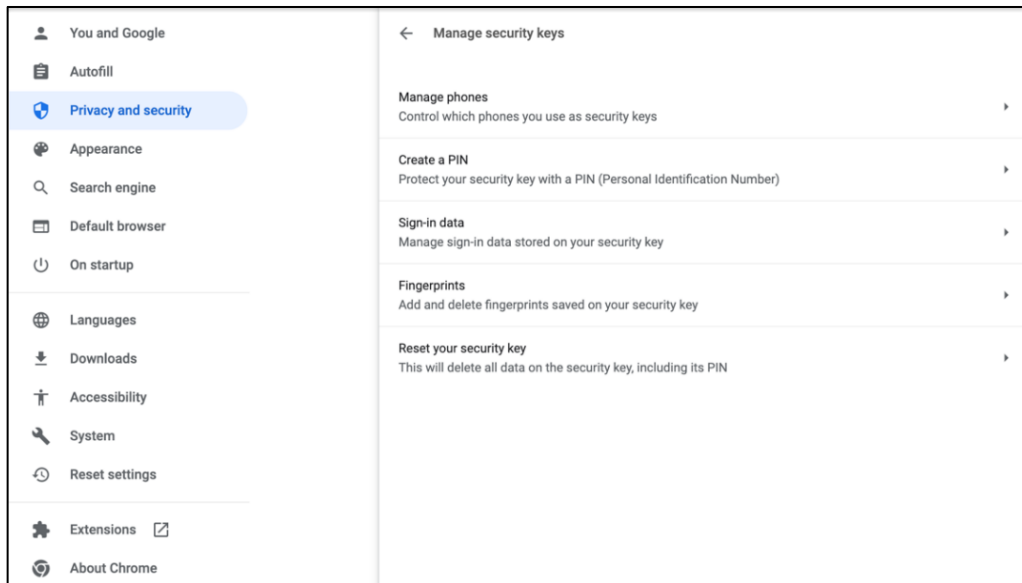 You and Google
Autofill
Privacy and security
Appearance
Search engine
Default browser
On startup
Languages
Downloads
Accessibility
System
Reset settings
Extensions
About Chrome
Manage security keys
Manage phones
Control which phones you use as security keys
Create a PIN
Protect your security key with a PIN (Personal Identification Number)
Sign-in data
Manage sign-in data stored on your security key
Fingerprints
Add and delete fingerprints saved on your security key
Reset your security key
This will delete all data on the security key, including its PIN